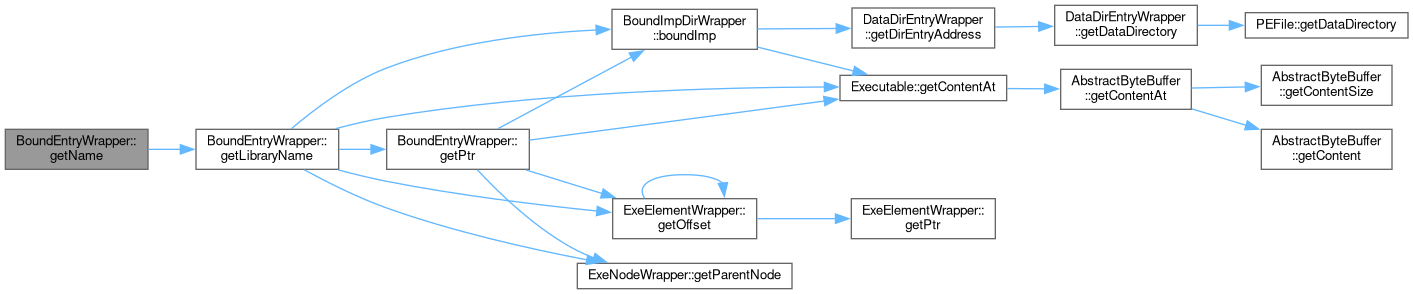 BoundEntryWrapper::
getName
BoundEntryWrapper::
getLibraryName
BoundImpDirWrapper
::boundImp
BoundEntryWrapper::
getPtr
ExeElementWrapper::
getOffset
ExeNodeWrapper::getParentNode
DataDirEntryWrapper
::getDirEntryAddress
Executable::getContentAt
ExeElementWrapper::
getPtr
DataDirEntryWrapper
::getDataDirectory
AbstractByteBuffer
::getContentAt
PEFile::getDataDirectory
AbstractByteBuffer
::getContentSize
AbstractByteBuffer
::getContent